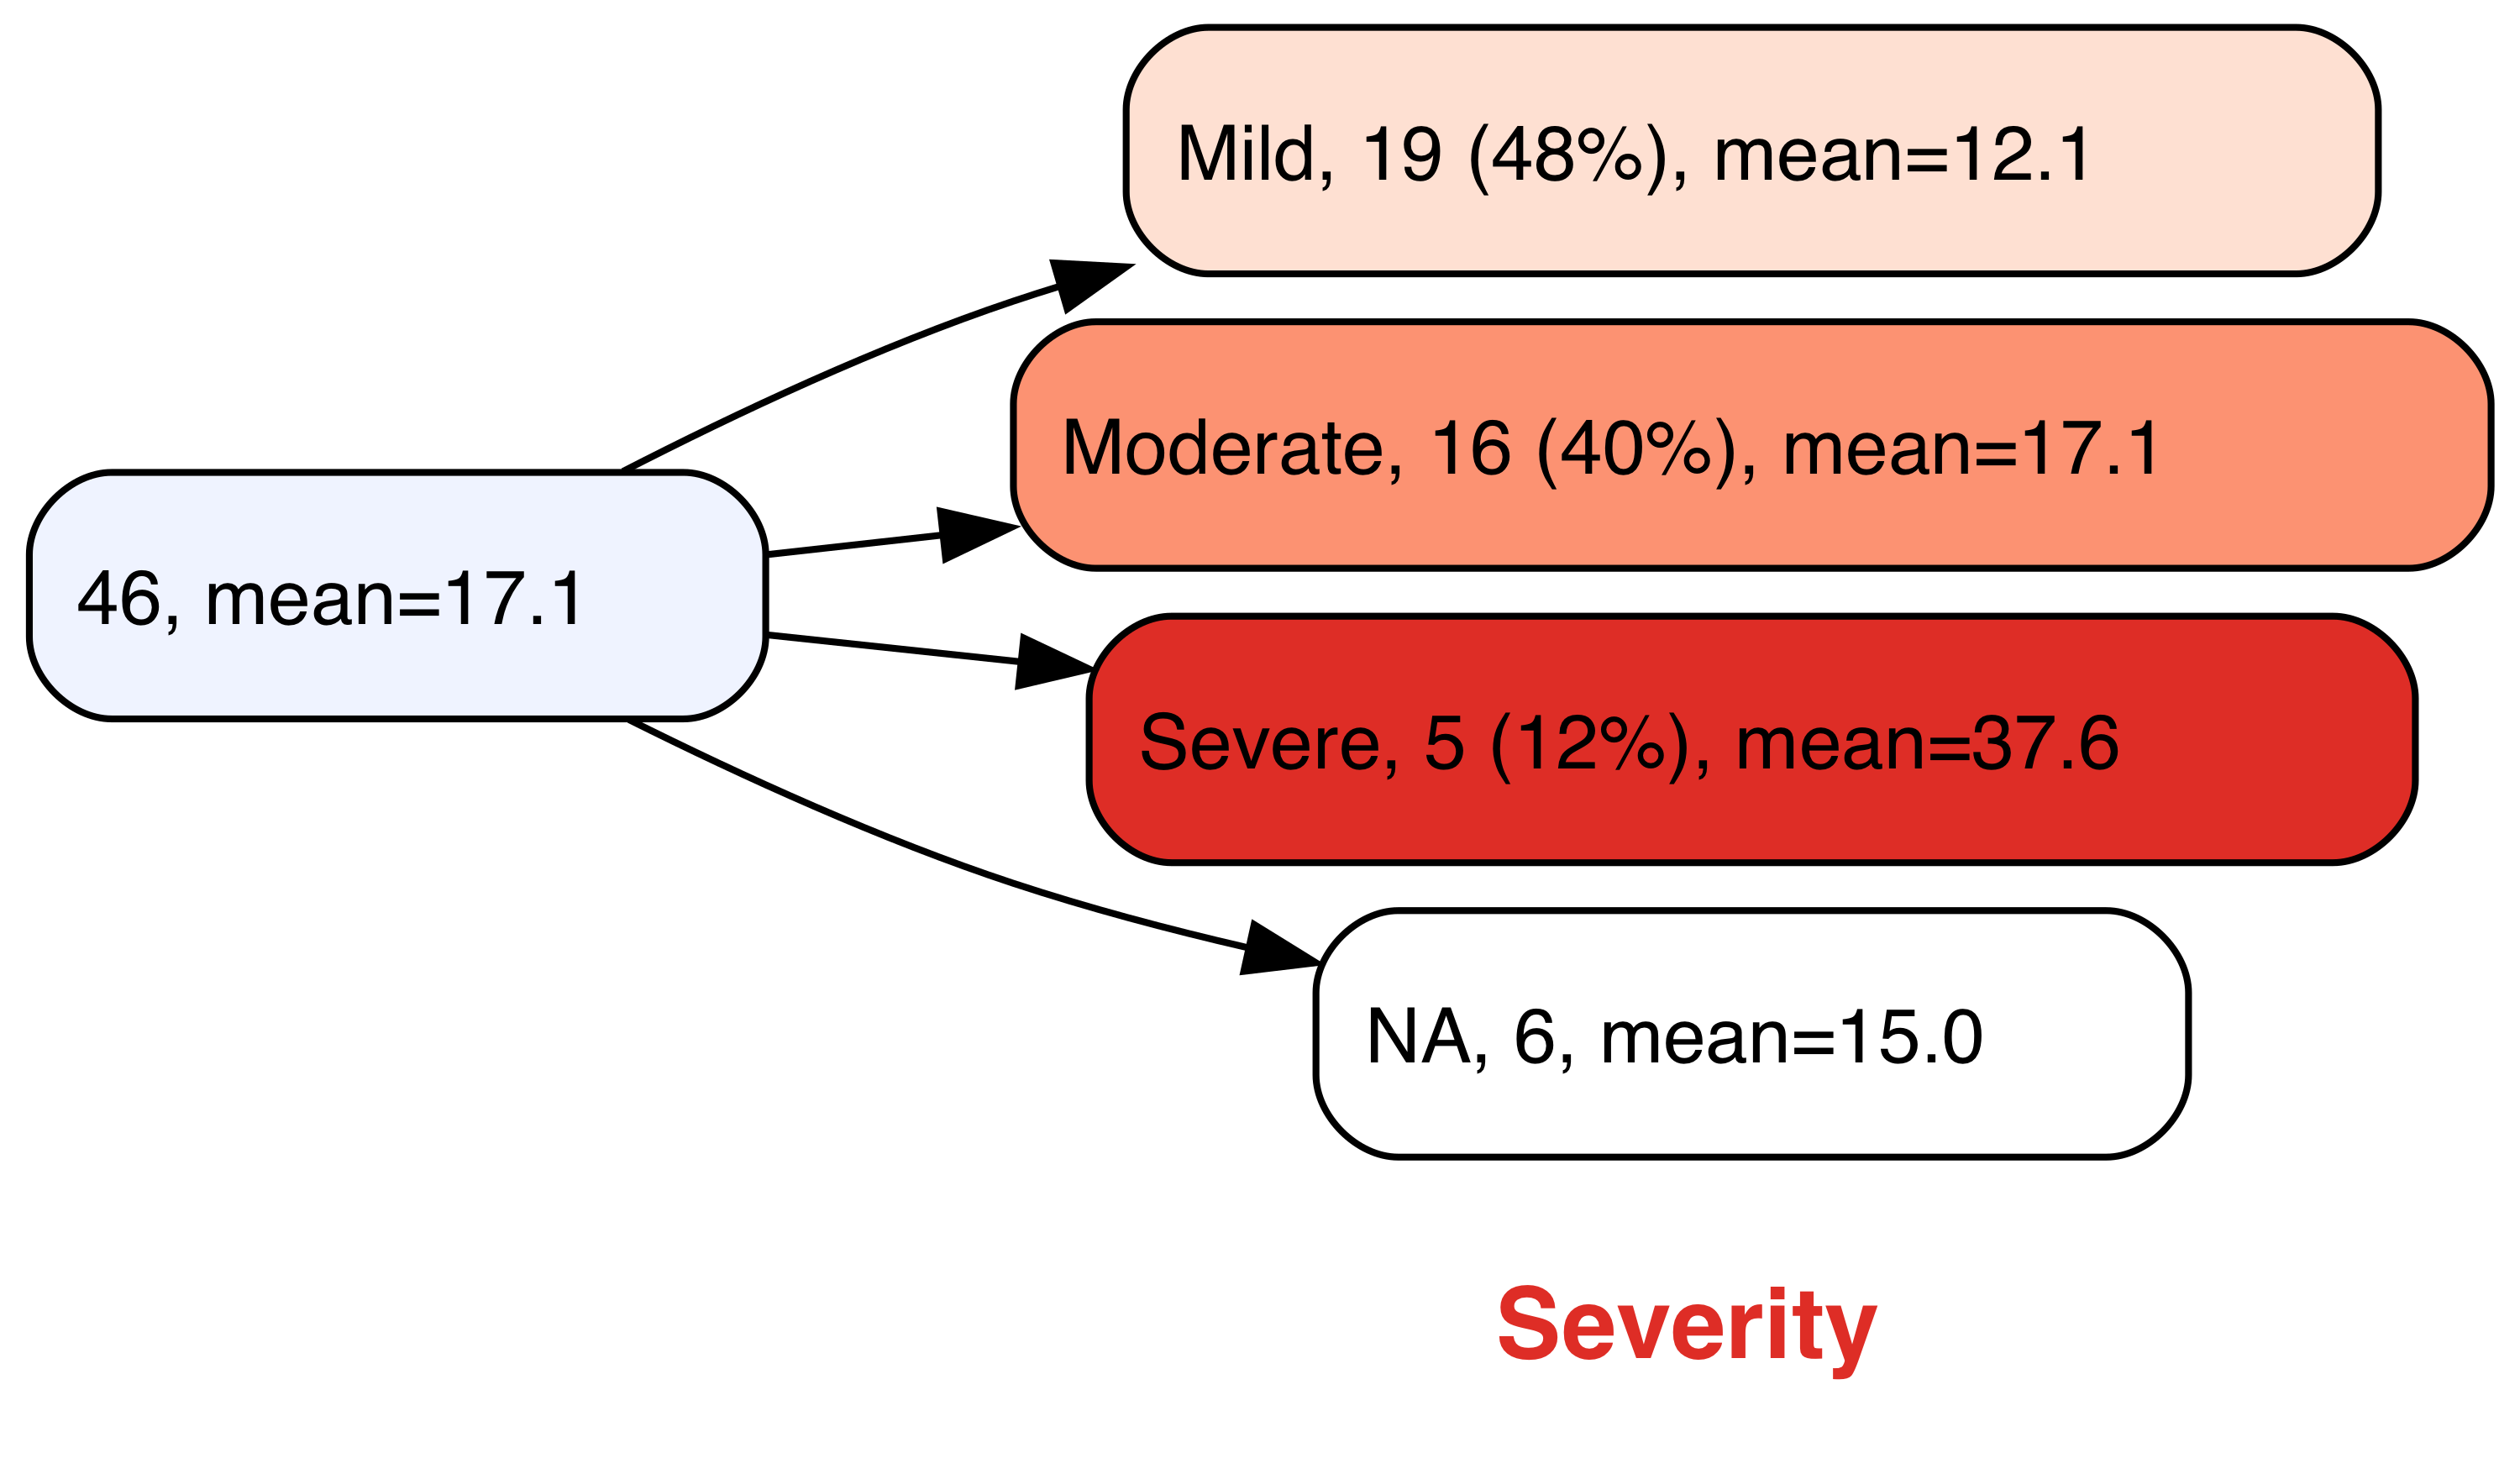 Mild, 19 (48%), mean=12.1
Moderate, 16 (40%), mean=17.1
46, mean=17.1
Severe, 5 (12%), mean=37.6
NA, 6, mean=15.0
Severity